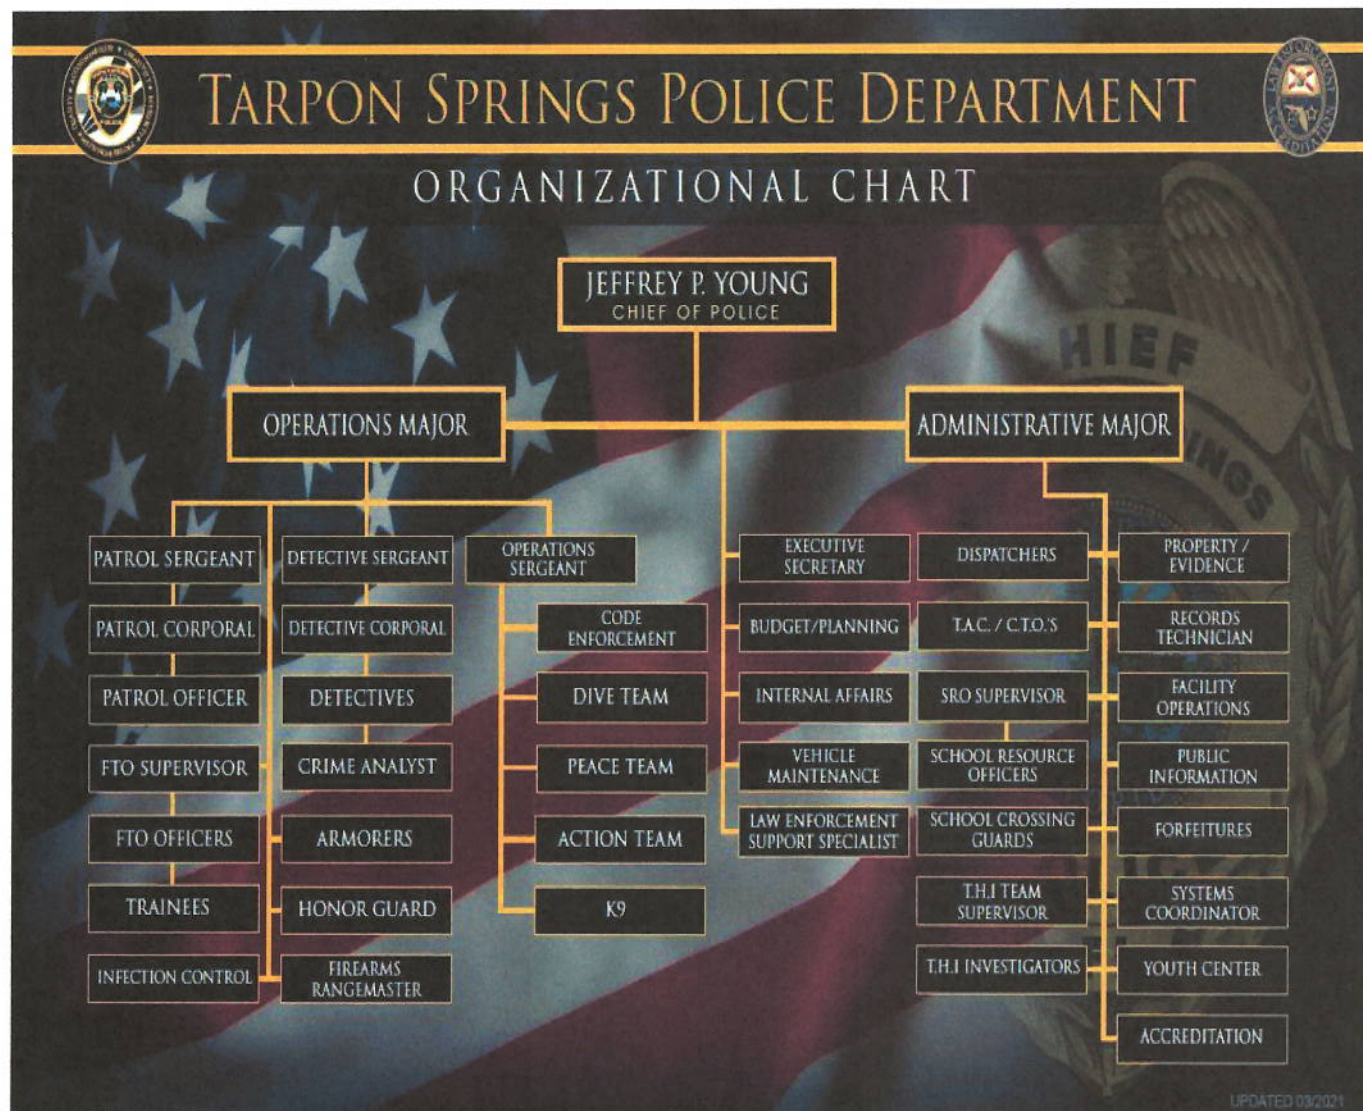 TARPON SPRINGS POLICE DEPARTMENT
ORGANIZATIONAL CHART
JEFFREY P. YOUNG
CHIEF OF POLICE
OPERATIONS MAJOR
ADMINISTRATIVE MAJOR
PATROL SERGEANT
PATROL CORPORAL
PATROL OFFICER
FTO SUPERVISOR
FTO OFFICERS
TRAINEES
INFECTION CONTROL
DETECTIVE SERGEANT
DETECTIVE CORPORAL
DETECTIVES
CRIME ANALYST
ARMORERS
HONOR GUARD
FIREARMS
RANGEMASTER
OPERATIONS
SERGEANT
CODE
ENFORCEMENT
DIVE TEAM
PEACE TEAM
ACTION TEAM
K9
EXECUTIVE
SECRETARY
BUDGET/PLANNING
INTERNAL AFFAIRS
VEHICLE
MAINTENANCE
LAW ENFORCEMENT
SUPPORT SPECIALIST
DISPATCHERS
T.A.C. / C.T.O.'S
SRO SUPERVISOR
SCHOOL RESOURCE
OFFICERS
SCHOOL CROSSING
GUARDS
T.H.I TEAM
SUPERVISOR
T.H.I INVESTIGATORS
PROPERTY /
EVIDENCE
RECORDS
TECHNICIAN
FACILITY
OPERATIONS
PUBLIC
INFORMATION
FORFEITURES
SYSTEMS
COORDINATOR
YOUTH CENTER
ACCREDITATION
HIEF
INGS
UPDATED 03/2021